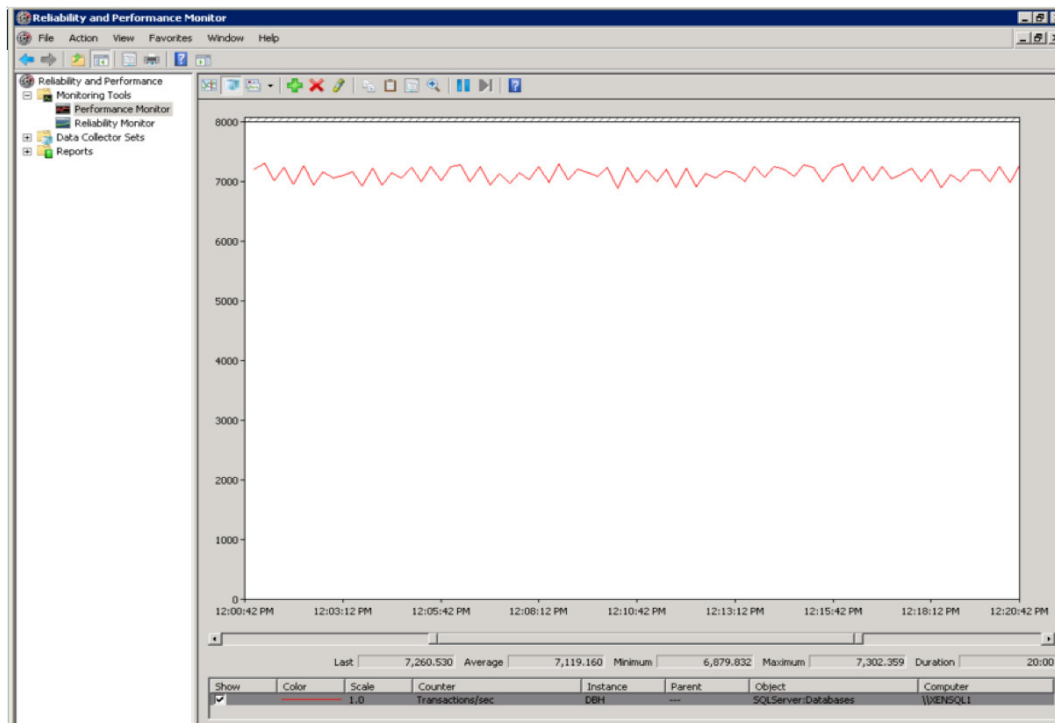 Reliability and Performance Monitor
File Action View Favorites Window Help
Reliability and Performance
Monitoring Tools
Performance Monitor
Reliability Monitor
Data Collector Sets
Reports
8000
7000
6000
5000
4000
3000
2000
1000
0
12:00:42 PM 12:03:12 PM 12:05:42 PM 12:08:12 PM 12:10:42 PM 12:13:12 PM 12:15:42 PM 12:18:12 PM 12:20:42 PM
Last 7,260.530 Average 7,119.160 Minimum 6,879.832 Maximum 7,302.359 Duration 20:00
Show Color Scale Counter Instance Parent Object Computer
1.0 Transactions/sec DBH --- SQLServer:Databases \\XENSQL1